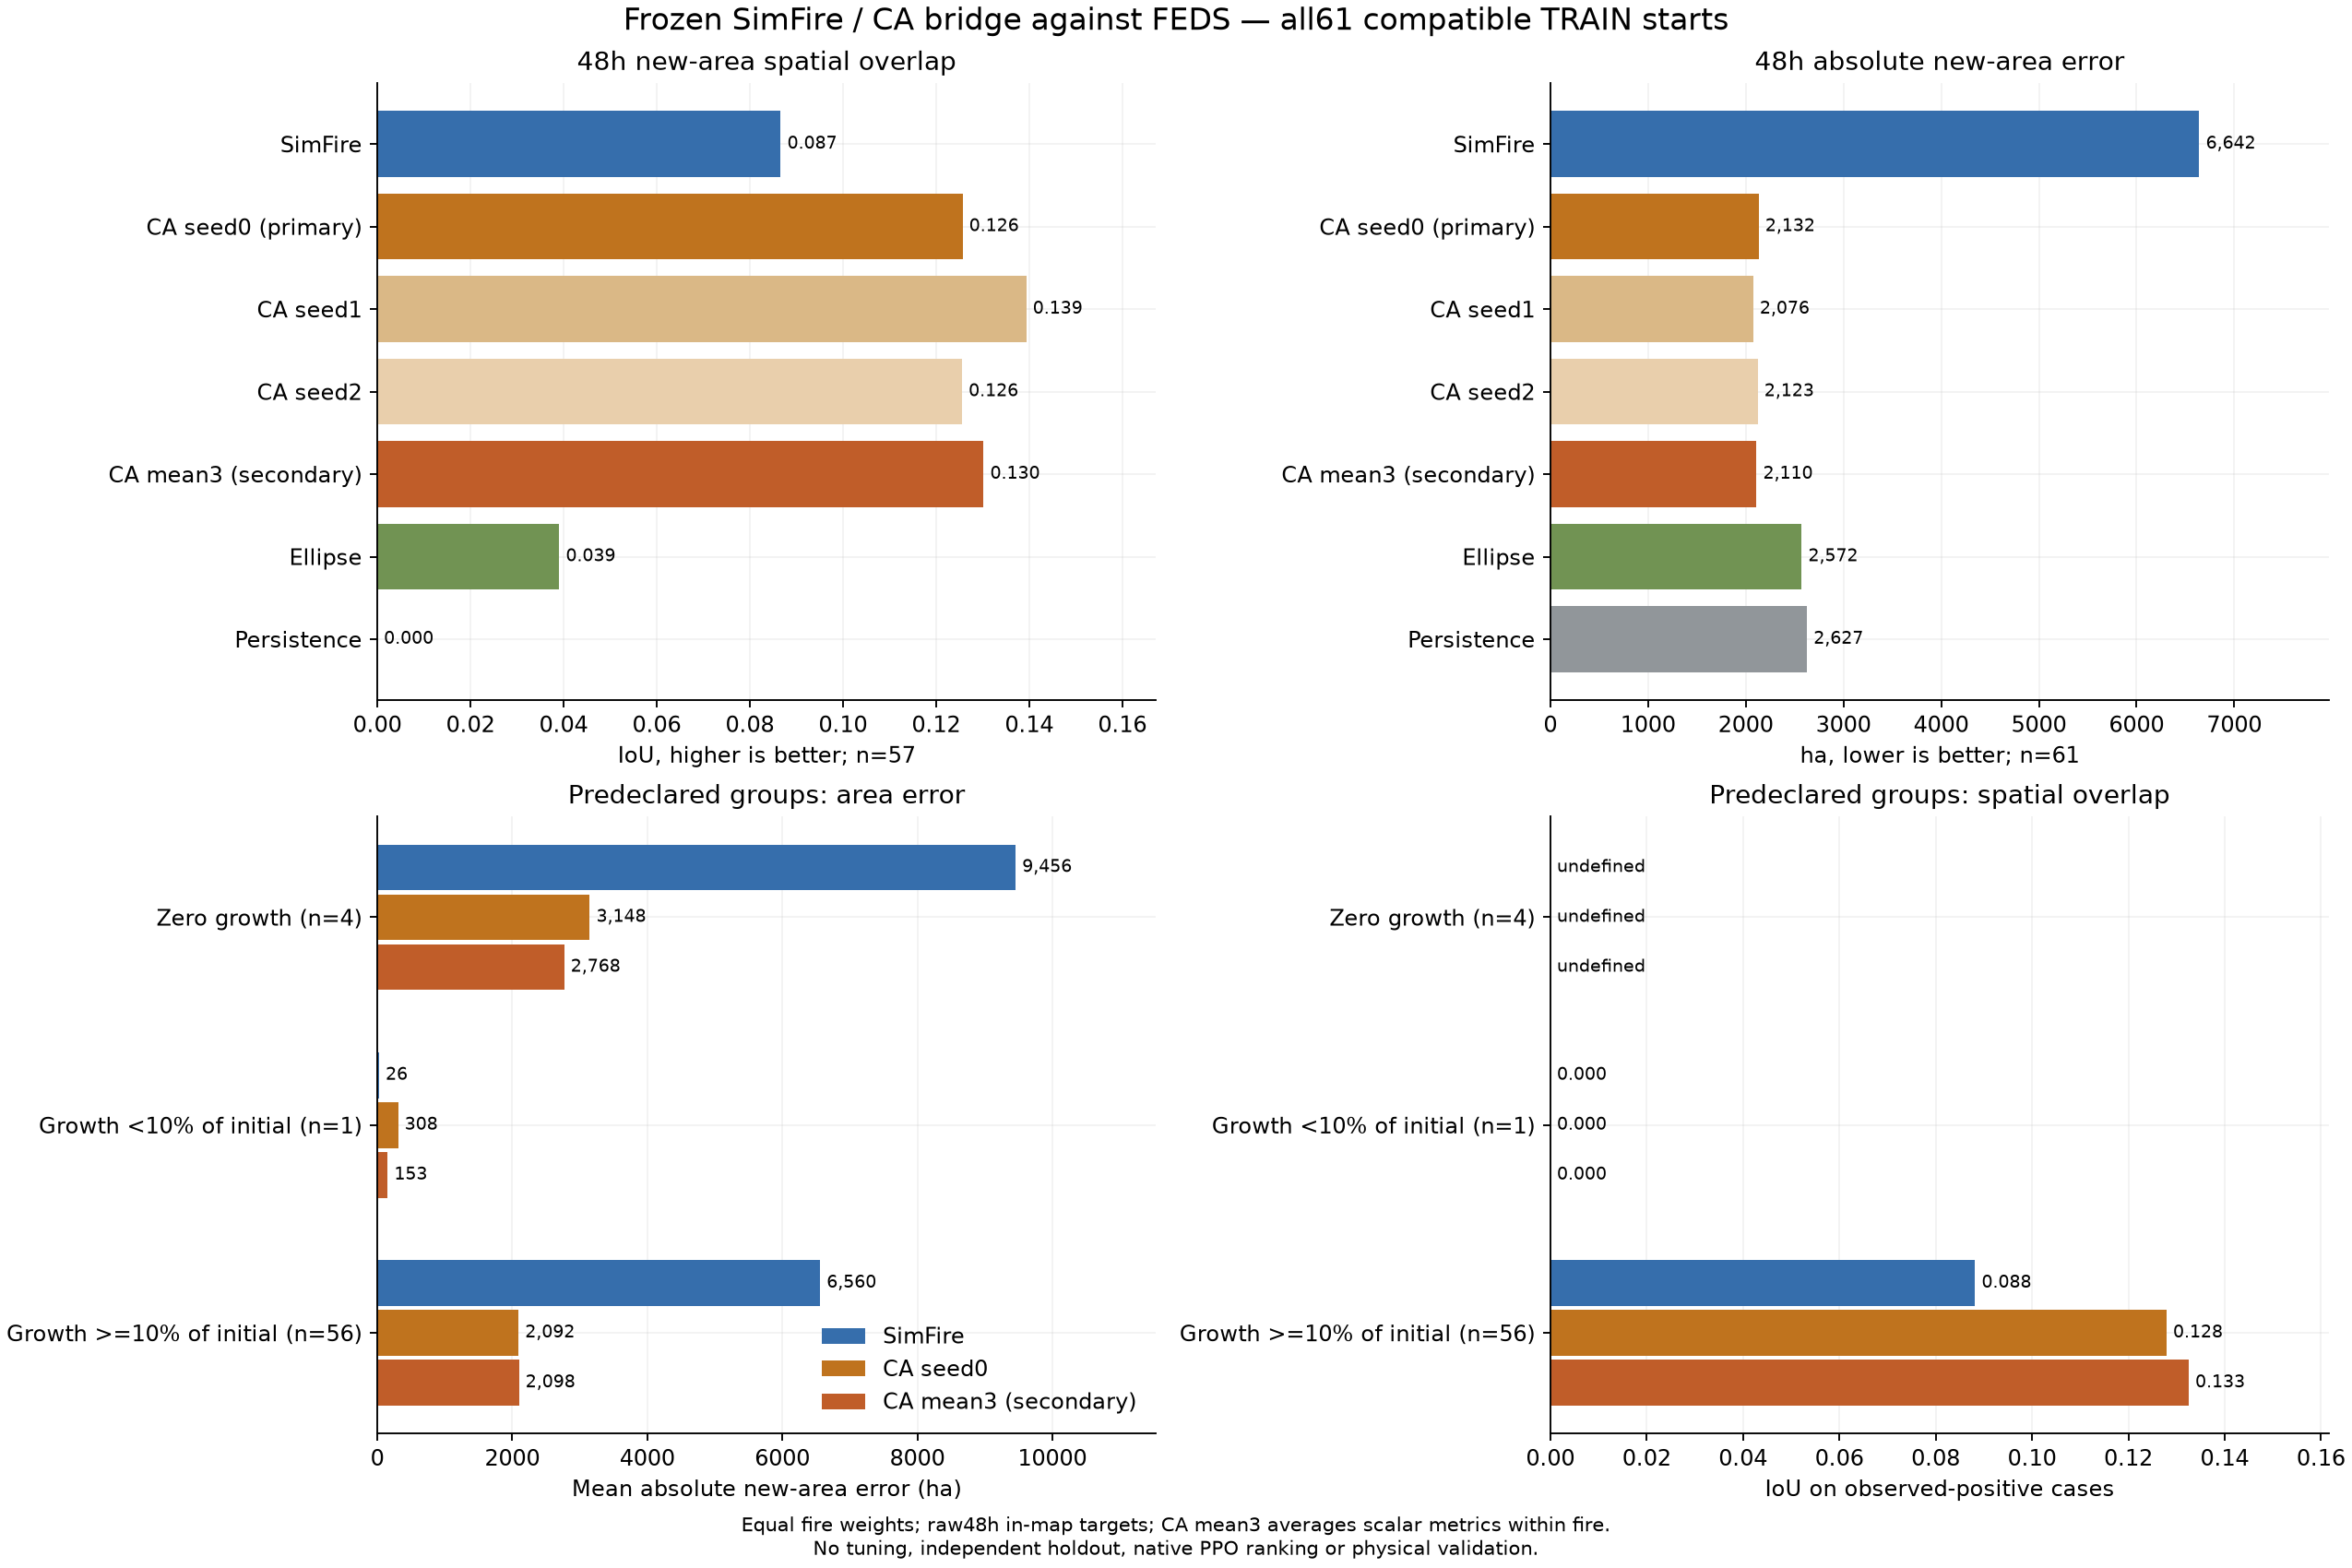 Frozen SimFire / CA bridge against FEDS — all61 compatible TRAIN starts
48h new-area spatial overlap
SimFire
0.087
CA seed0 (primary)
0.126
CA seed1
0.139
CA seed2
0.126
CA mean3 (secondary)
0.130
Ellipse
0.039
Persistence
0.000
0.00 0.02 0.04 0.06 0.08 0.10 0.12 0.14 0.16
IoU, higher is better; n=57
48h absolute new-area error
SimFire
6,642
CA seed0 (primary)
2,132
CA seed1
2,076
CA seed2
2,123
CA mean3 (secondary)
2,110
Ellipse
2,572
Persistence
2,627
0 1000 2000 3000 4000 5000 6000 7000
ha, lower is better; n=61
Predeclared groups: area error
9,456
Zero growth (n=4)
3,148
2,768
26
Growth <10% of initial (n=1)
308
153
6,560
Growth >=10% of initial (n=56)
2,092
2,098
SimFire
CA seed0
CA mean3 (secondary)
0 2000 4000 6000 8000 10000
Mean absolute new-area error (ha)
Predeclared groups: spatial overlap
undefined
Zero growth (n=4)
undefined
undefined
0.000
Growth <10% of initial (n=1)
0.000
0.000
0.088
Growth >=10% of initial (n=56)
0.128
0.133
0.00 0.02 0.04 0.06 0.08 0.10 0.12 0.14 0.16
IoU on observed-positive cases
Equal fire weights; raw48h in-map targets; CA mean3 averages scalar metrics within fire.
No tuning, independent holdout, native PPO ranking or physical validation.